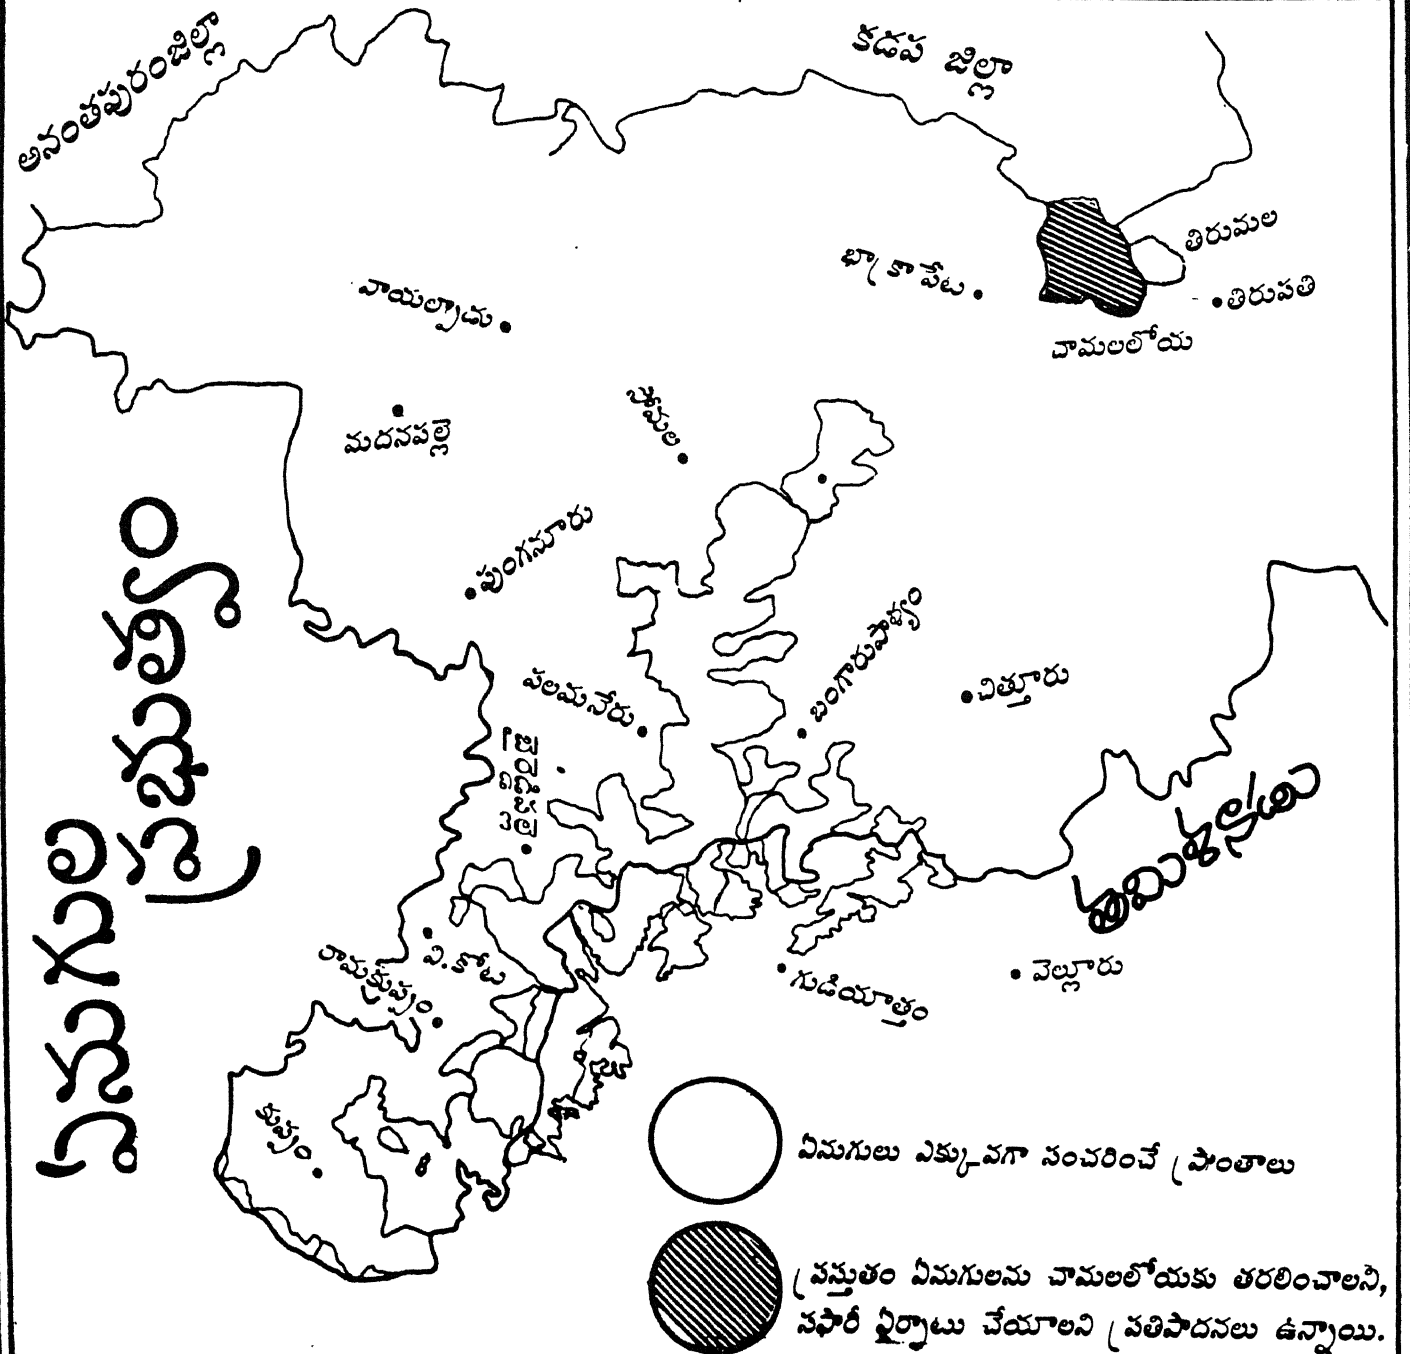 అనంతపురంజిల్లా
కడప జిల్లా
తిరుమల
భాకరాపేట
తిరుపతి
వాయల్పాడు
చామలలోయ
మదనపల్లె
పుంగనూరు
బంగారుపాళ్యం
పలమనేరు
చిత్తూరు
ఏనుగుల
ప్రభుత్వం
తమిళనాడు
వి.కోట
రామకుప్పం
గుడియాత్తం
వెల్లూరు
కుప్పం
ఏనుగులు ఎక్కువగా సంచరించే ప్రాంతాలు
ప్రస్తుతం ఏనుగులను చామలలోయకు తరలించాలని,
సఫారీ ఏర్పాటు చేయాలని ప్రతిపాదనలు ఉన్నాయి.